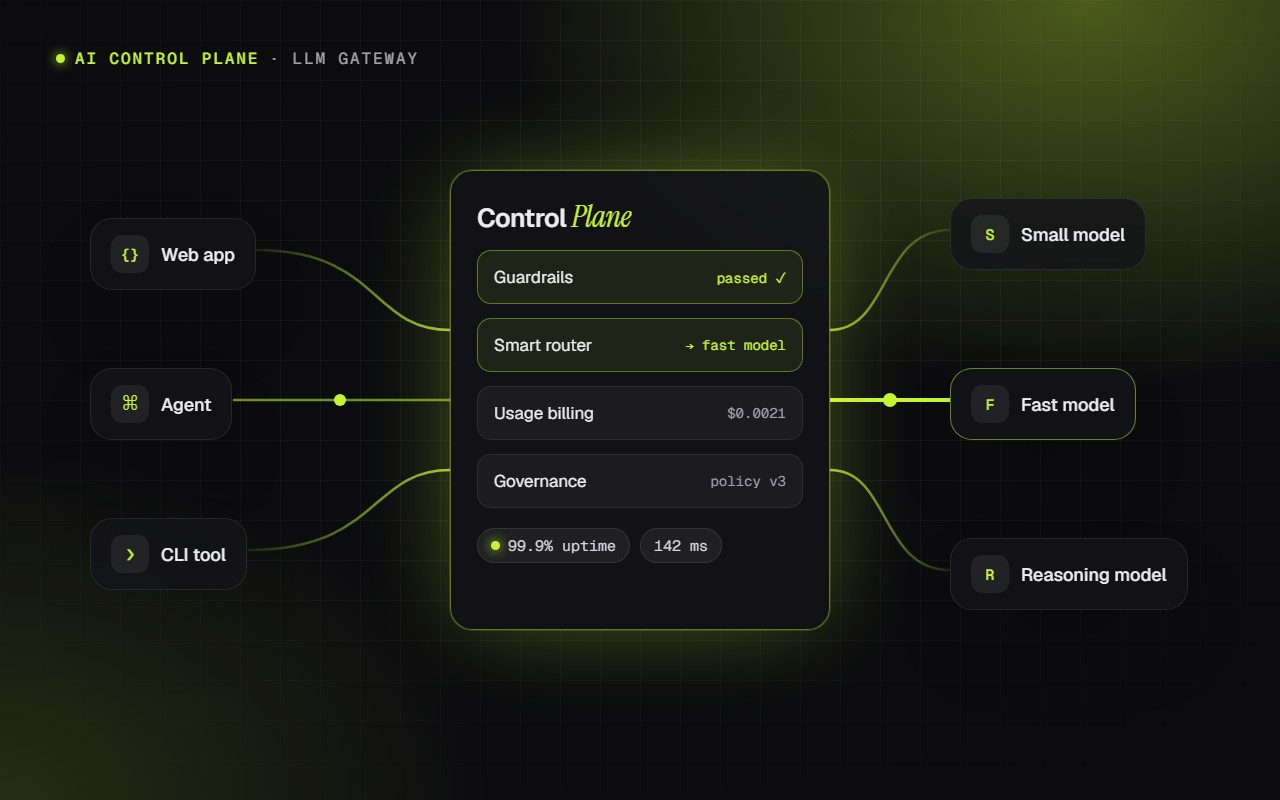 AI CONTROL PLANE · LLM GATEWAY
Control Plane
{} Web app
⌘ Agent
› CLI tool
Guardrails passed ✓
Smart router → fast model
Usage billing $0.0021
Governance policy v3
99.9% uptime 142 ms
S Small model
F Fast model
R Reasoning model